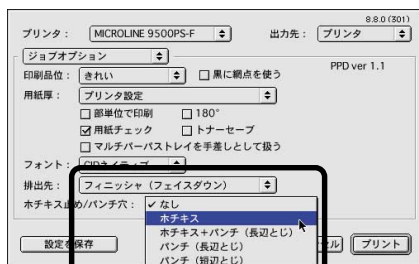 8.8.0 (301)
プリンタ： MICROLINE 9500PS-F 出力先： プリンタ
ジョブオプション PPD ver 1.1
印刷品位： きれい 黒に網点を使う
用紙厚： プリンタ設定
部単位で印刷 180°
用紙チェック トナーセーブ
マルチパーパストレイを手差しとして扱う
フォント： CIDネイティブ
排出先： フィニッシャ（フェイスダウン）
ホチキス止め/パンチ穴： ✓なし
ホチキス
ホチキス＋パンチ（長辺とじ）
設定を保存 パンチ（長辺とじ） プリント
パンチ（短辺とじ）